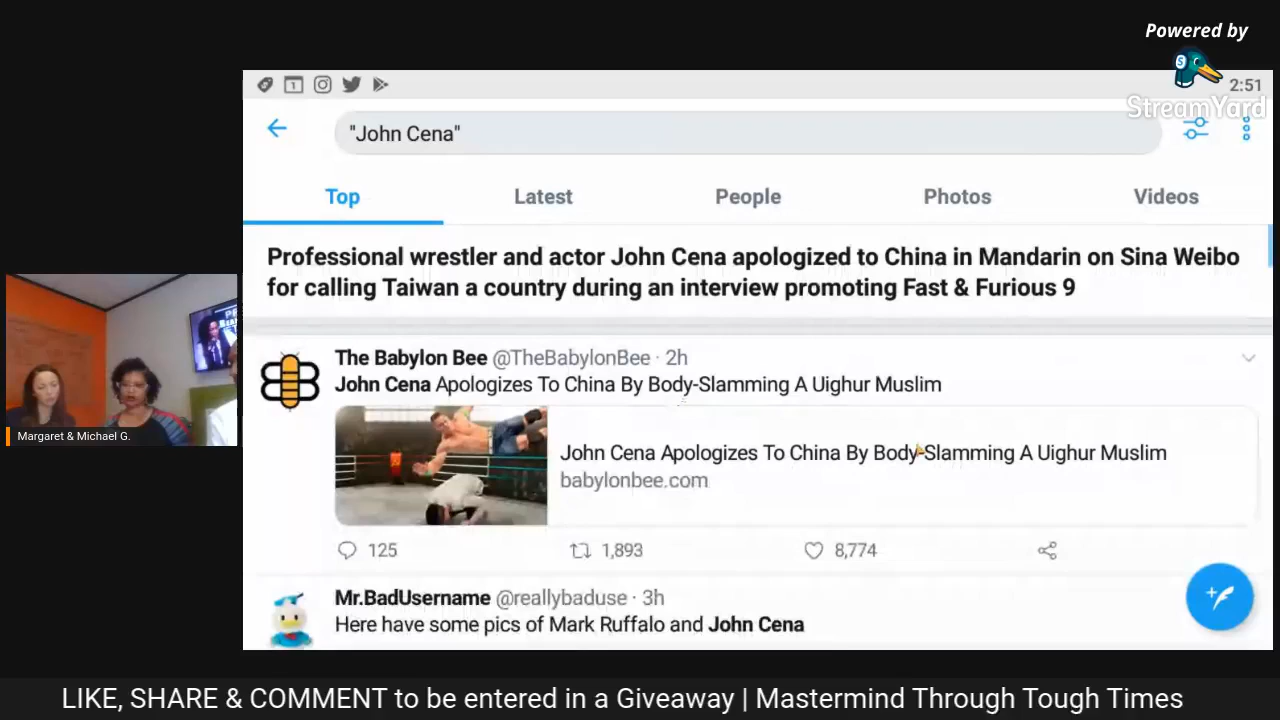 Powered by
StreamYard
2:51
"John Cena"
Top Latest People Photos Videos
Professional wrestler and actor John Cena apologized to China in Mandarin on Sina Weibo
for calling Taiwan a country during an interview promoting Fast & Furious 9
The Babylon Bee @TheBabylonBee · 2h
John Cena Apologizes To China By Body-Slamming A Uighur Muslim
John Cena Apologizes To China By Body-Slamming A Uighur Muslim
babylonbee.com
125 1,893 8,774
Mr.BadUsername @reallybaduse · 3h
Here have some pics of Mark Ruffalo and John Cena
Margaret & Michael G.
LIKE, SHARE & COMMENT to be entered in a Giveaway | Mastermind Through Tough Times